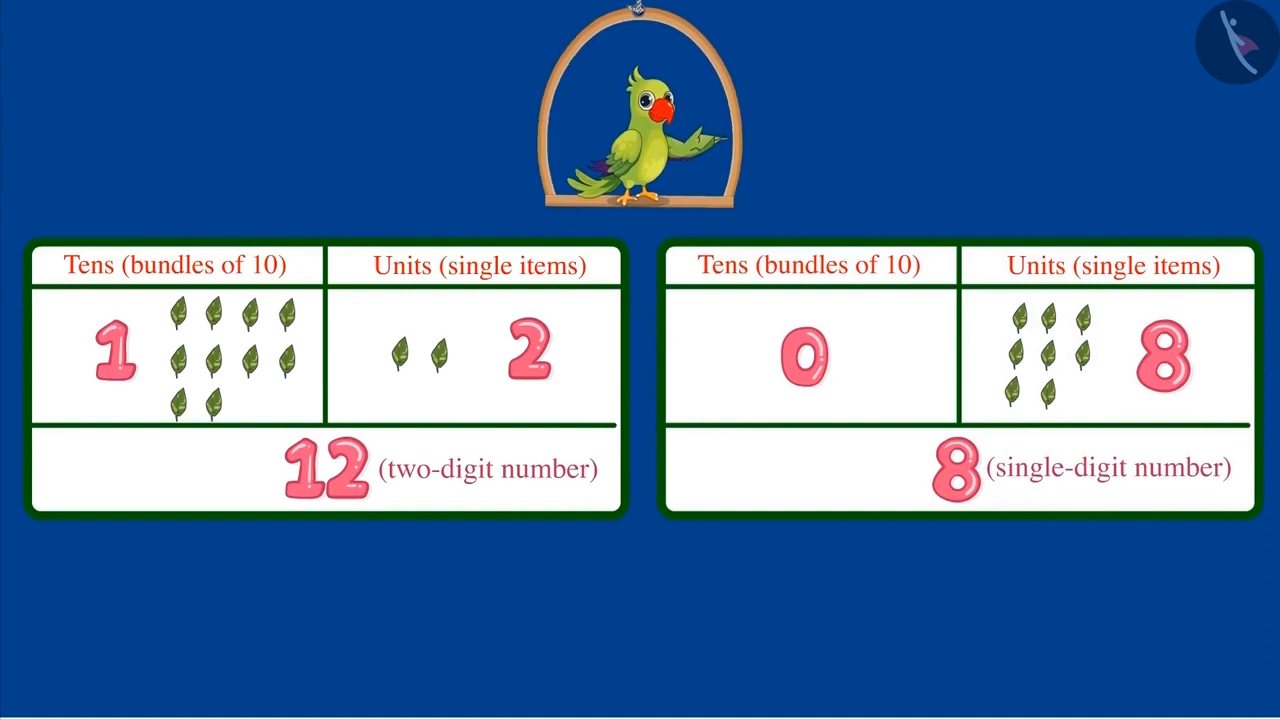 Tens (bundles of 10) Units (single items)
1 2
12 (two-digit number)
Tens (bundles of 10) Units (single items)
0 8
8 (single-digit number)